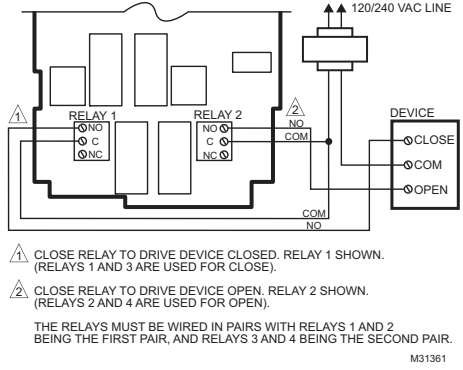 120/240 VAC LINE
1
RELAY 1
NO
C
NC
RELAY 2
NO
C
NC
2
NO
COM
DEVICE
CLOSE
COM
OPEN
COM
NO
1 CLOSE RELAY TO DRIVE DEVICE CLOSED. RELAY 1 SHOWN.
(RELAYS 1 AND 3 ARE USED FOR CLOSE).
2 CLOSE RELAY TO DRIVE DEVICE OPEN. RELAY 2 SHOWN.
(RELAYS 2 AND 4 ARE USED FOR OPEN).
THE RELAYS MUST BE WIRED IN PAIRS WITH RELAYS 1 AND 2
BEING THE FIRST PAIR, AND RELAYS 3 AND 4 BEING THE SECOND PAIR.
M31361